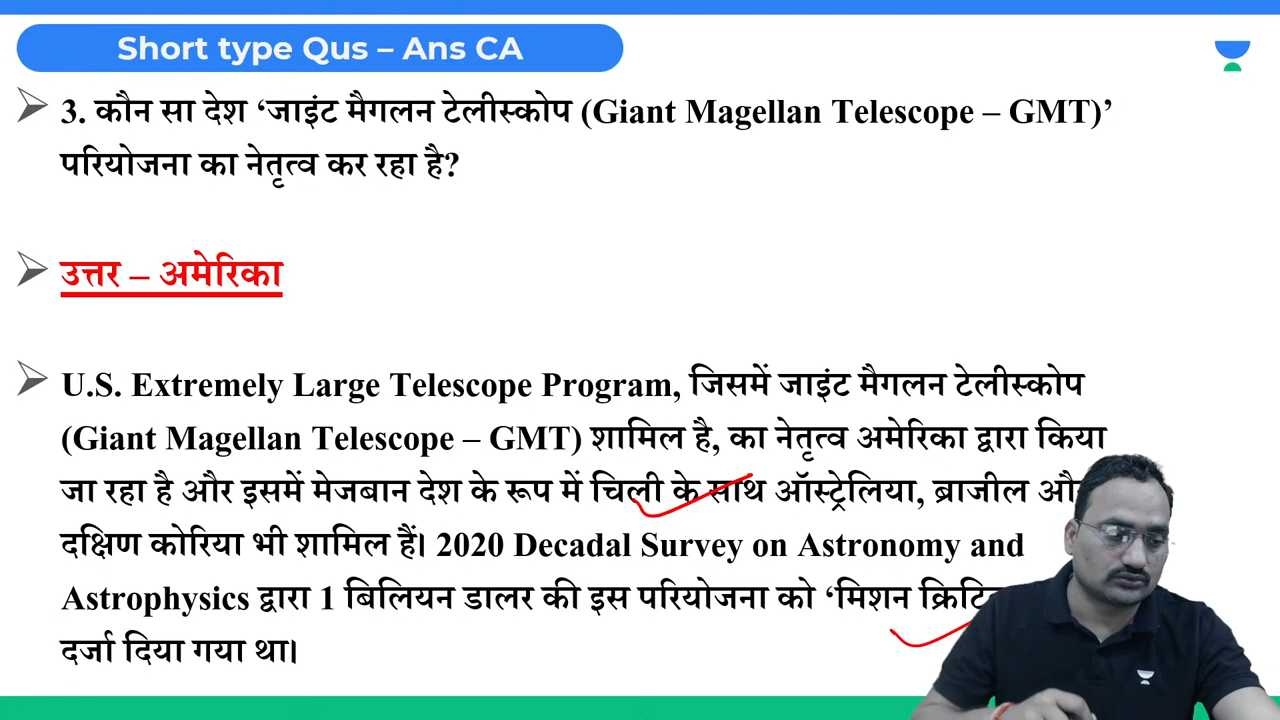 Short type Qus – Ans CA
3. कौन सा देश ‘जाइंट मैगलन टेलीस्कोप (Giant Magellan Telescope – GMT)’
परियोजना का नेतृत्व कर रहा है?
उत्तर – अमेरिका
U.S. Extremely Large Telescope Program, जिसमें जाइंट मैगलन टेलीस्कोप
(Giant Magellan Telescope – GMT) शामिल है, का नेतृत्व अमेरिका द्वारा किया
जा रहा है और इसमें मेजबान देश के रूप में चिली के साथ ऑस्ट्रेलिया, ब्राजील
दक्षिण कोरिया भी शामिल हैं। 2020 Decadal Survey on Astronomy and
Astrophysics द्वारा 1 बिलियन डालर की इस परियोजना को ‘मिशन
दर्जा दिया गया था।